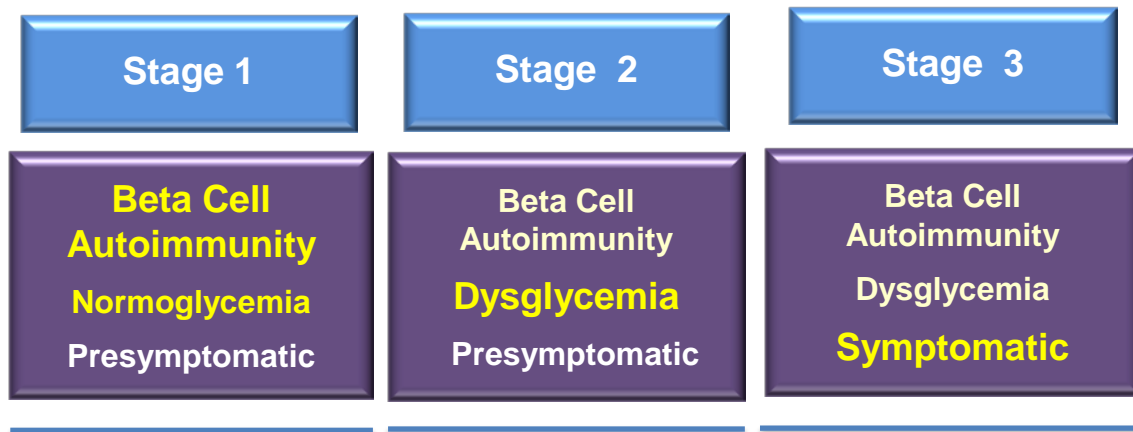 Stage 1
Beta Cell
Autoimmunity
Normoglycemia
Presymptomatic
Stage 2
Beta Cell
Autoimmunity
Dysglycemia
Presymptomatic
Stage 3
Beta Cell
Autoimmunity
Dysglycemia
Symptomatic